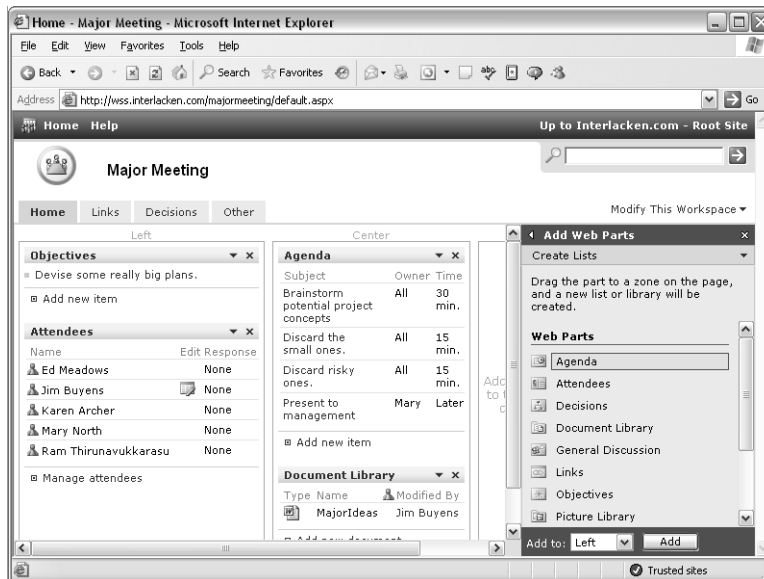 Home - Major Meeting - Microsoft Internet Explorer
File Edit View Favorites Tools Help
Back Search Favorites
Address http://wss.interlacken.com/majormeeting/default.aspx Go
Home Help Up to Interlacken.com - Root Site
Major Meeting
Home Links Decisions Other Modify This Workspace
Left Center
Add Web Parts
Create Lists
Drag the part to a zone on the page,
and a new list or library will be
created.
Web Parts
Agenda
Attendees
Decisions
Document Library
General Discussion
Links
Objectives
Picture Library
Add to: Left Add
Objectives
Devise some really big plans.
Add new item
Attendees
Name Edit Response
Ed Meadows None
Jim Buyens None
Karen Archer None
Mary North None
Ram Thirunavukkarasu None
Manage attendees
Agenda
Subject Owner Time
Brainstorm All 30
potential project min.
concepts
Discard the All 15
small ones. min.
Discard risky All 15
ones. min.
Present to Mary Later
management
Add new item
Document Library
Type Name Modified By
MajorIdeas Jim Buyens
Add new document
Trusted sites